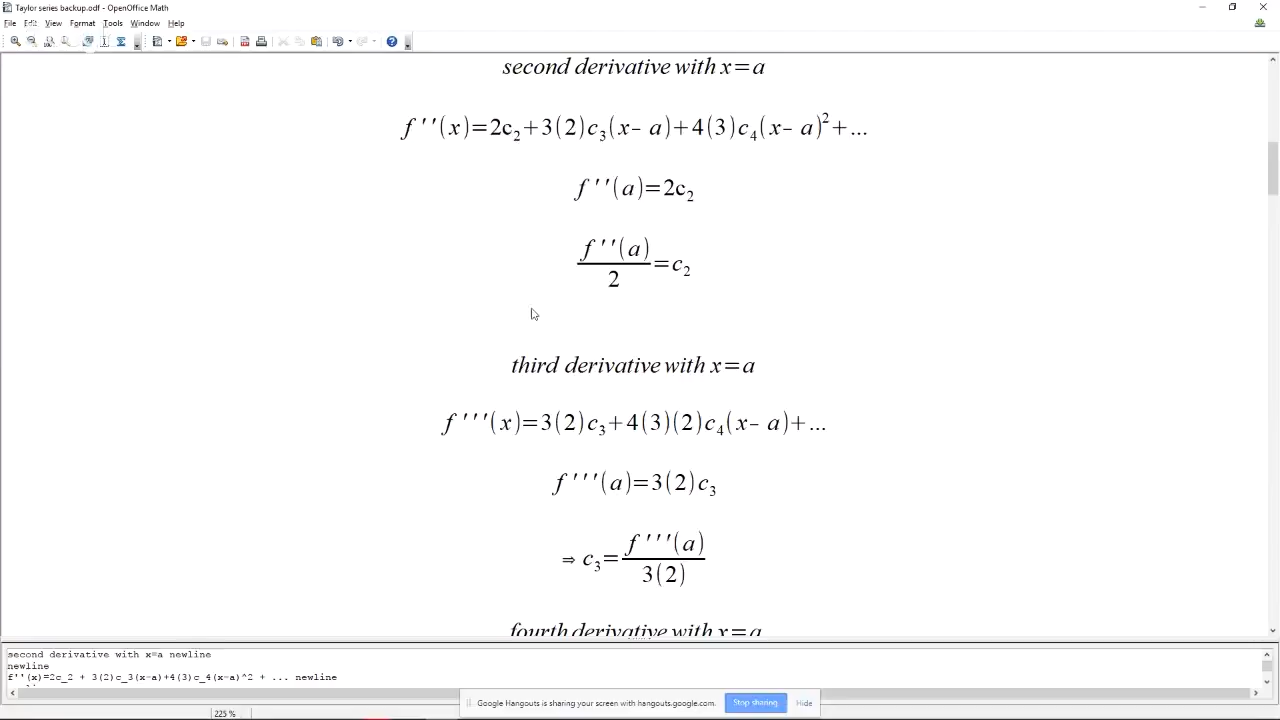 Taylor series backup.odf - OpenOffice Math
File Edit View Format Tools Window Help
second derivative with x=a
f ' '(x)=2c₂+3(2)c₃(x− a)+4(3)c₄(x− a)²+...
f ' '(a)=2c₂
f ' '(a)
2
=c₂
third derivative with x=a
f ' ' '(x)=3(2)c₃+4(3)(2)c₄(x− a)+...
f ' ' '(a)=3(2)c₃
⇒ c₃=
f ' ' '(a)
3(2)
fourth derivative with x=a
second derivative with x=a newline
newline
f''(x)=2c_2 + 3(2)c_3(x-a)+4(3)c_4(x-a)^2 + ... newline
Google Hangouts is sharing your screen with hangouts.google.com. Stop sharing Hide
225 %